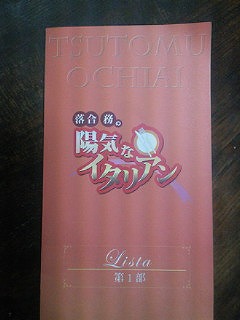 TSUTOMU
OCHIAI
落合 務。
陽気な
イタリアン
Lista
第1部